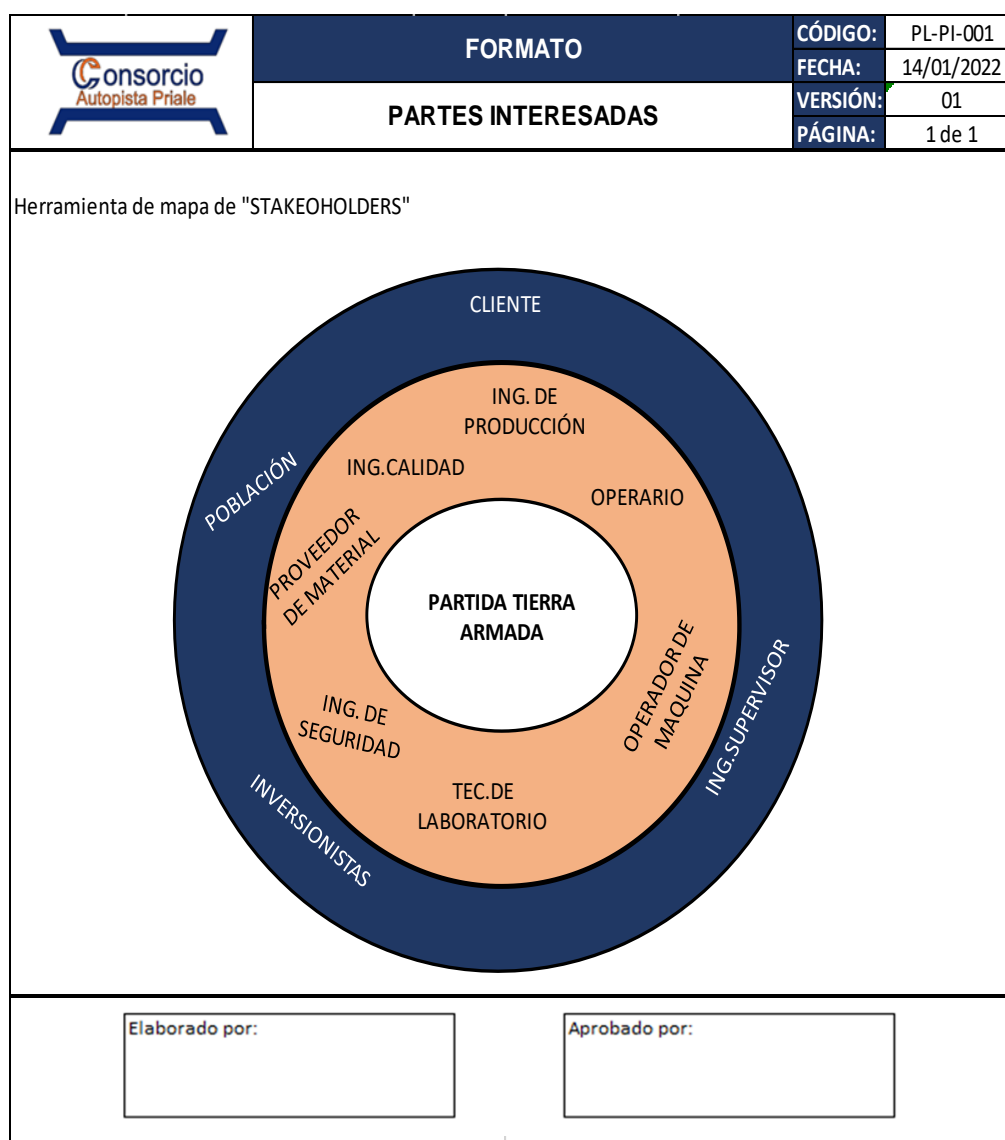 Consorcio
Autopista Priale
FORMATO
PARTES INTERESADAS
CÓDIGO: PL-PI-001
FECHA: 14/01/2022
VERSIÓN: 01
PÁGINA: 1 de 1
Herramienta de mapa de "STAKEOHOLDERS"
CLIENTE
ING. DE
PRODUCCIÓN
ING.CALIDAD
OPERARIO
POBLACIÓN
PROVEEDOR
DE MATERIAL
PARTIDA TIERRA
ARMADA
OPERADOR DE
MAQUINA
ING.SUPERVISOR
ING. DE
SEGURIDAD
TEC.DE
LABORATORIO
INVERSIONISTAS
Elaborado por:
Aprobado por: